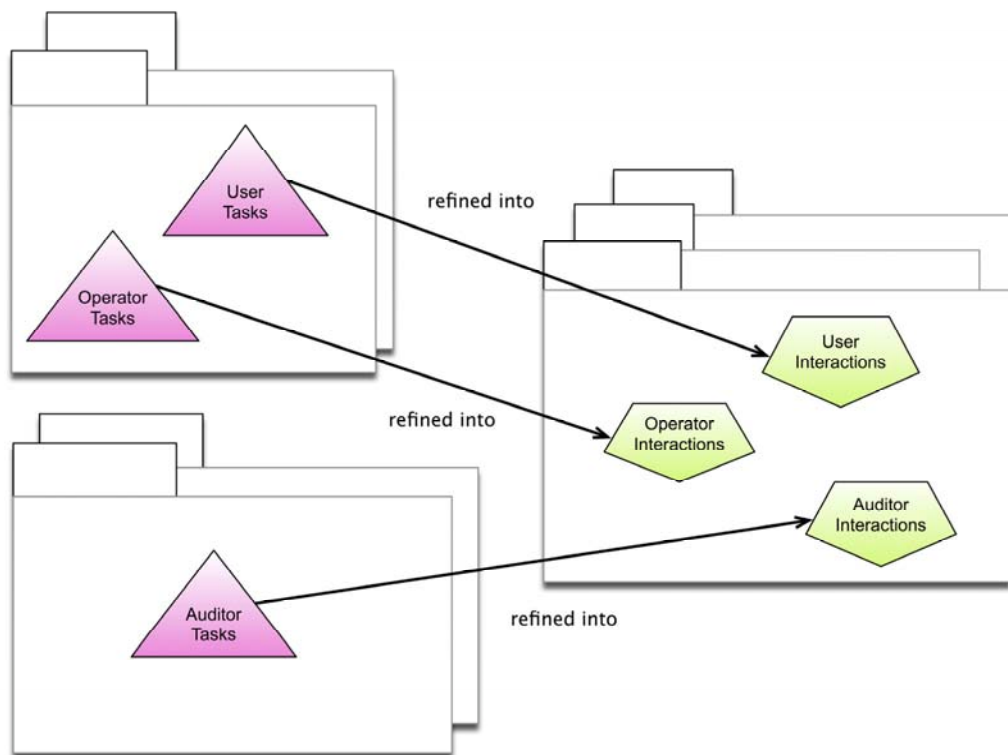 User
Tasks
refined into
Operator
Tasks
User
Interactions
refined into
Operator
Interactions
Auditor
Interactions
Auditor
Tasks
refined into